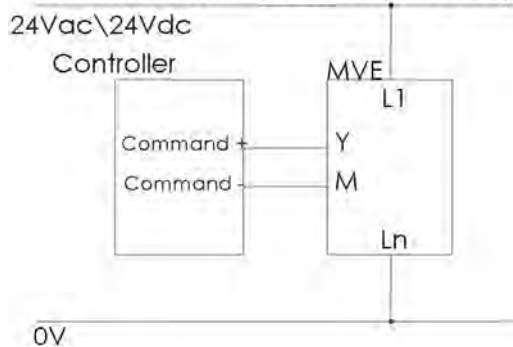 24Vac\24Vdc
Controller
MVE
L1
Command + Y
Command - M
Ln
0V